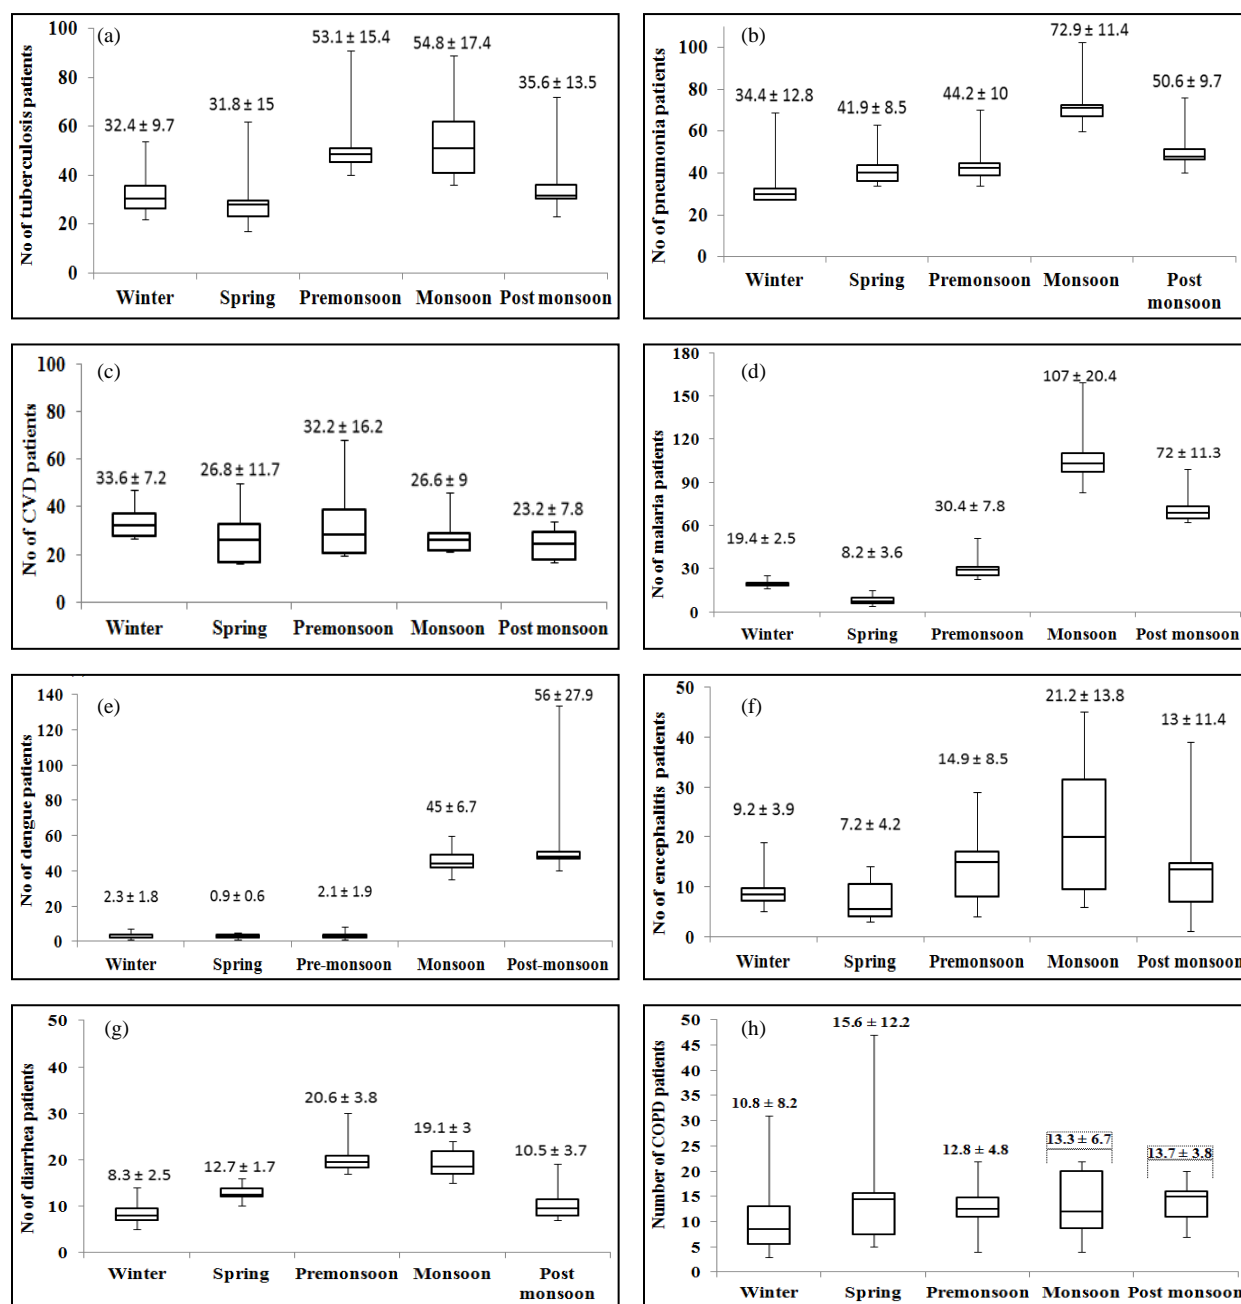 (a)
No of tuberculosis patients
100
80
60
40
20
0
32.4 ± 9.7
31.8 ± 15
53.1 ± 15.4
54.8 ± 17.4
35.6 ± 13.5
Winter Spring Premonsoon Monsoon Post monsoon
(b)
No of pneumonia patients
100
80
60
40
20
0
34.4 ± 12.8
41.9 ± 8.5
44.2 ± 10
72.9 ± 11.4
50.6 ± 9.7
Winter Spring Premonsoon Monsoon Post
monsoon
(c)
No of CVD patients
100
80
60
40
20
0
33.6 ± 7.2
26.8 ± 11.7
32.2 ± 16.2
26.6 ± 9
23.2 ± 7.8
Winter Spring Premonsoon Monsoon Post monsoon
(d)
No of malaria patients
180
150
120
90
60
30
0
19.4 ± 2.5
8.2 ± 3.6
30.4 ± 7.8
107 ± 20.4
72 ± 11.3
Winter Spring Premonsoon Monsoon Post monsoon
(e)
No of dengue patients
140
120
100
80
60
40
20
0
2.3 ± 1.8
0.9 ± 0.6
2.1 ± 1.9
45 ± 6.7
56 ± 27.9
Winter Spring Pre-monsoon Monsoon Post-monsoon
(f)
No of encephalitis patients
50
40
30
20
10
0
9.2 ± 3.9
7.2 ± 4.2
14.9 ± 8.5
21.2 ± 13.8
13 ± 11.4
Winter Spring Premonsoon Monsoon Post monsoon
(g)
No of diarrhea patients
50
40
30
20
10
0
8.3 ± 2.5
12.7 ± 1.7
20.6 ± 3.8
19.1 ± 3
10.5 ± 3.7
Winter Spring Premonsoon Monsoon Post
monsoon
(h)
Number of COPD patients
50
45
40
35
30
25
20
15
10
5
0
10.8 ± 8.2
15.6 ± 12.2
12.8 ± 4.8
13.3 ± 6.7
13.7 ± 3.8
Winter Spring Premonsoon Monsoon Post monsoon